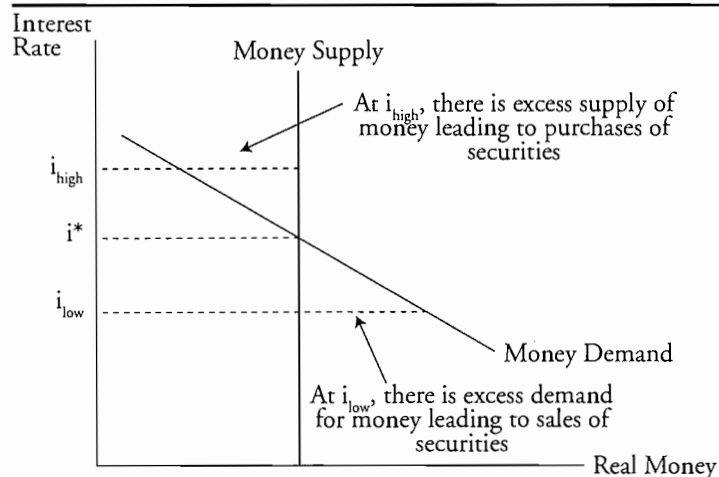 Interest
Rate
Money Supply
At i_high, there is excess supply of
money leading to purchases of
securities
i_high
i*
i_low
Money Demand
At i_low, there is excess demand
for money leading to sales of
securities
Real Money